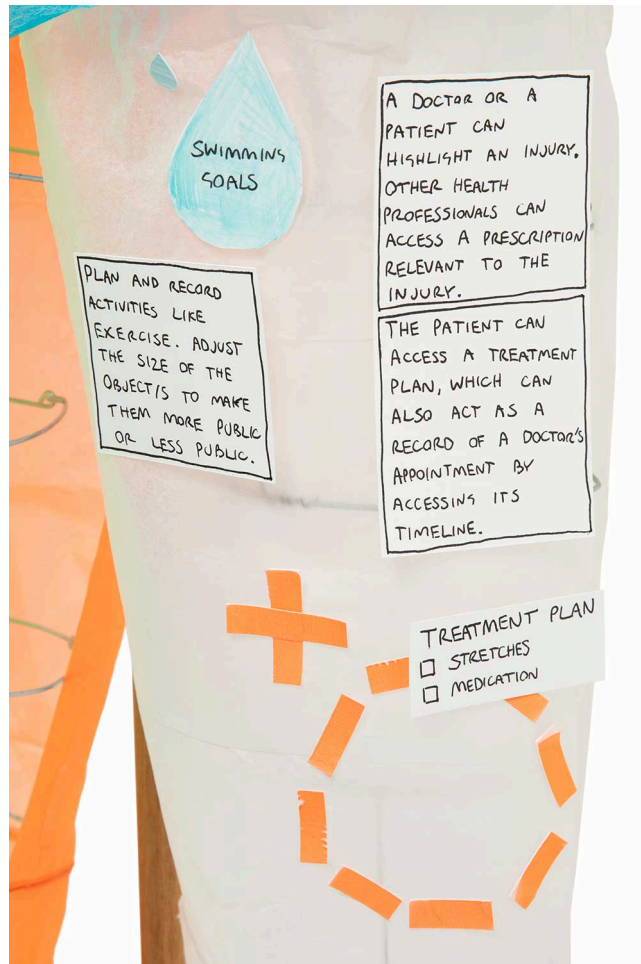 SWIMMING
GOALS
A DOCTOR OR A
PATIENT CAN
HIGHLIGHT AN INJURY.
OTHER HEALTH
PROFESSIONALS CAN
ACCESS A PRESCRIPTION
RELEVANT TO THE
INJURY.
PLAN AND RECORD
ACTIVITIES LIKE
EXERCISE. ADJUST
THE SIZE OF THE
OBJECT/S TO MAKE
THEM MORE PUBLIC
OR LESS PUBLIC.
THE PATIENT CAN
ACCESS A TREATMENT
PLAN, WHICH CAN
ALSO ACT AS A
RECORD OF A DOCTOR'S
APPOINTMENT BY
ACCESSING ITS
TIMELINE.
TREATMENT PLAN
STRETCHES
MEDICATION